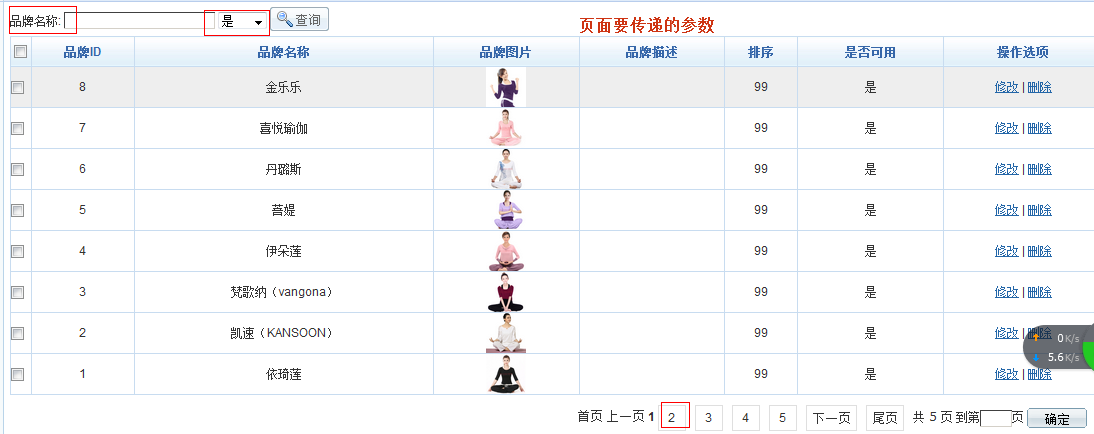 品牌名称: 是 查询
页面要传递的参数
品牌ID 品牌名称 品牌图片 品牌描述 排序 是否可用 操作选项
8 金乐乐 99 是 修改 | 删除
7 喜悦瑜伽 99 是 修改 | 删除
6 丹璐斯 99 是 修改 | 删除
5 菩媞 99 是 修改 | 删除
4 伊朵莲 99 是 修改 | 删除
3 梵歌纳（vangona） 99 是 修改 | 删除
2 凯速（KANSOON） 99 是 修改 | 删除
0K/s
5.6K/s
1 依琦莲 99 是 修改 | 删除
首页 上一页 1 2 3 4 5 下一页 尾页 共 5 页 到第 页 确定